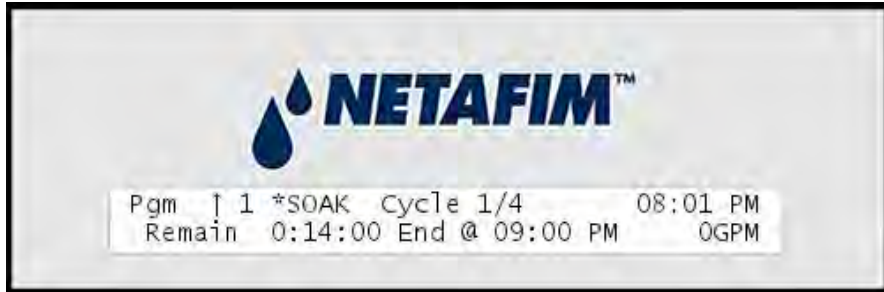 NETAFIM™
Pgm ↑ 1 *SOAK Cycle 1/4 08:01 PM
Remain 0:14:00 End @ 09:00 PM 0GPM